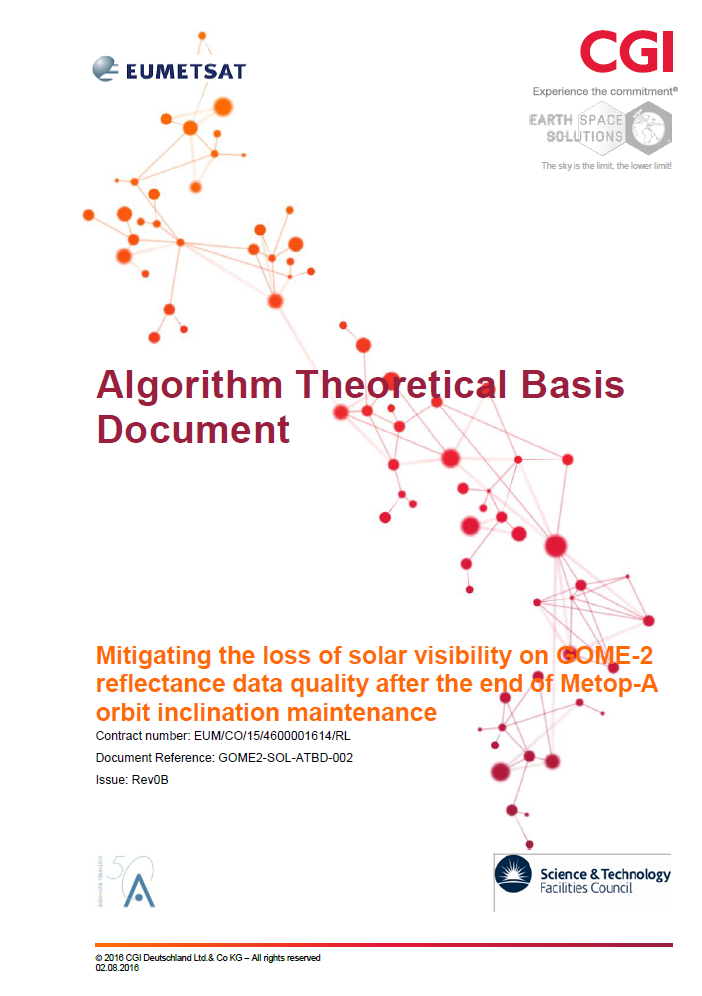 EUMETSAT
CGI
Experience the commitment®
EARTH SPACE
SOLUTIONS
The sky is the limit, the lower limit!
Algorithm Theoretical Basis
Document
Mitigating the loss of solar visibility on GOME-2
reflectance data quality after the end of Metop-A
orbit inclination maintenance
Contract number: EUM/CO/15/4600001614/RL
Document Reference: GOME2-SOL-ATBD-002
Issue: Rev0B
50
Science & Technology
Facilities Council
© 2016 CGI Deutschland Ltd.& Co KG – All rights reserved
02.08.2016